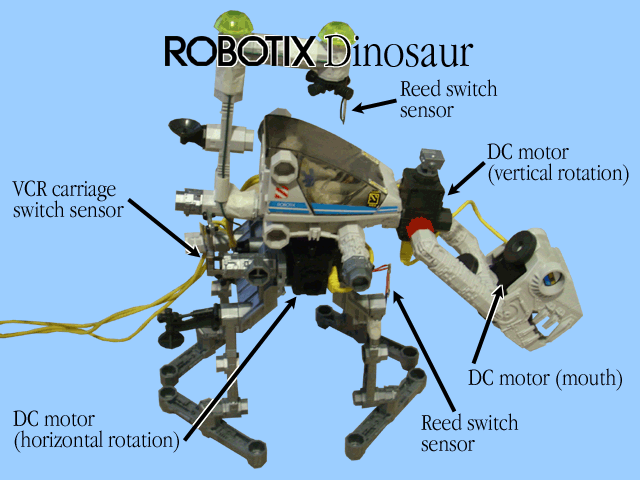 ROBOTIX Dinosaur
Reed switch
sensor
DC motor
(vertical rotation)
VCR carriage
switch sensor
ROBOTIX
DC motor (mouth)
DC motor
(horizontal rotation)
Reed switch
sensor